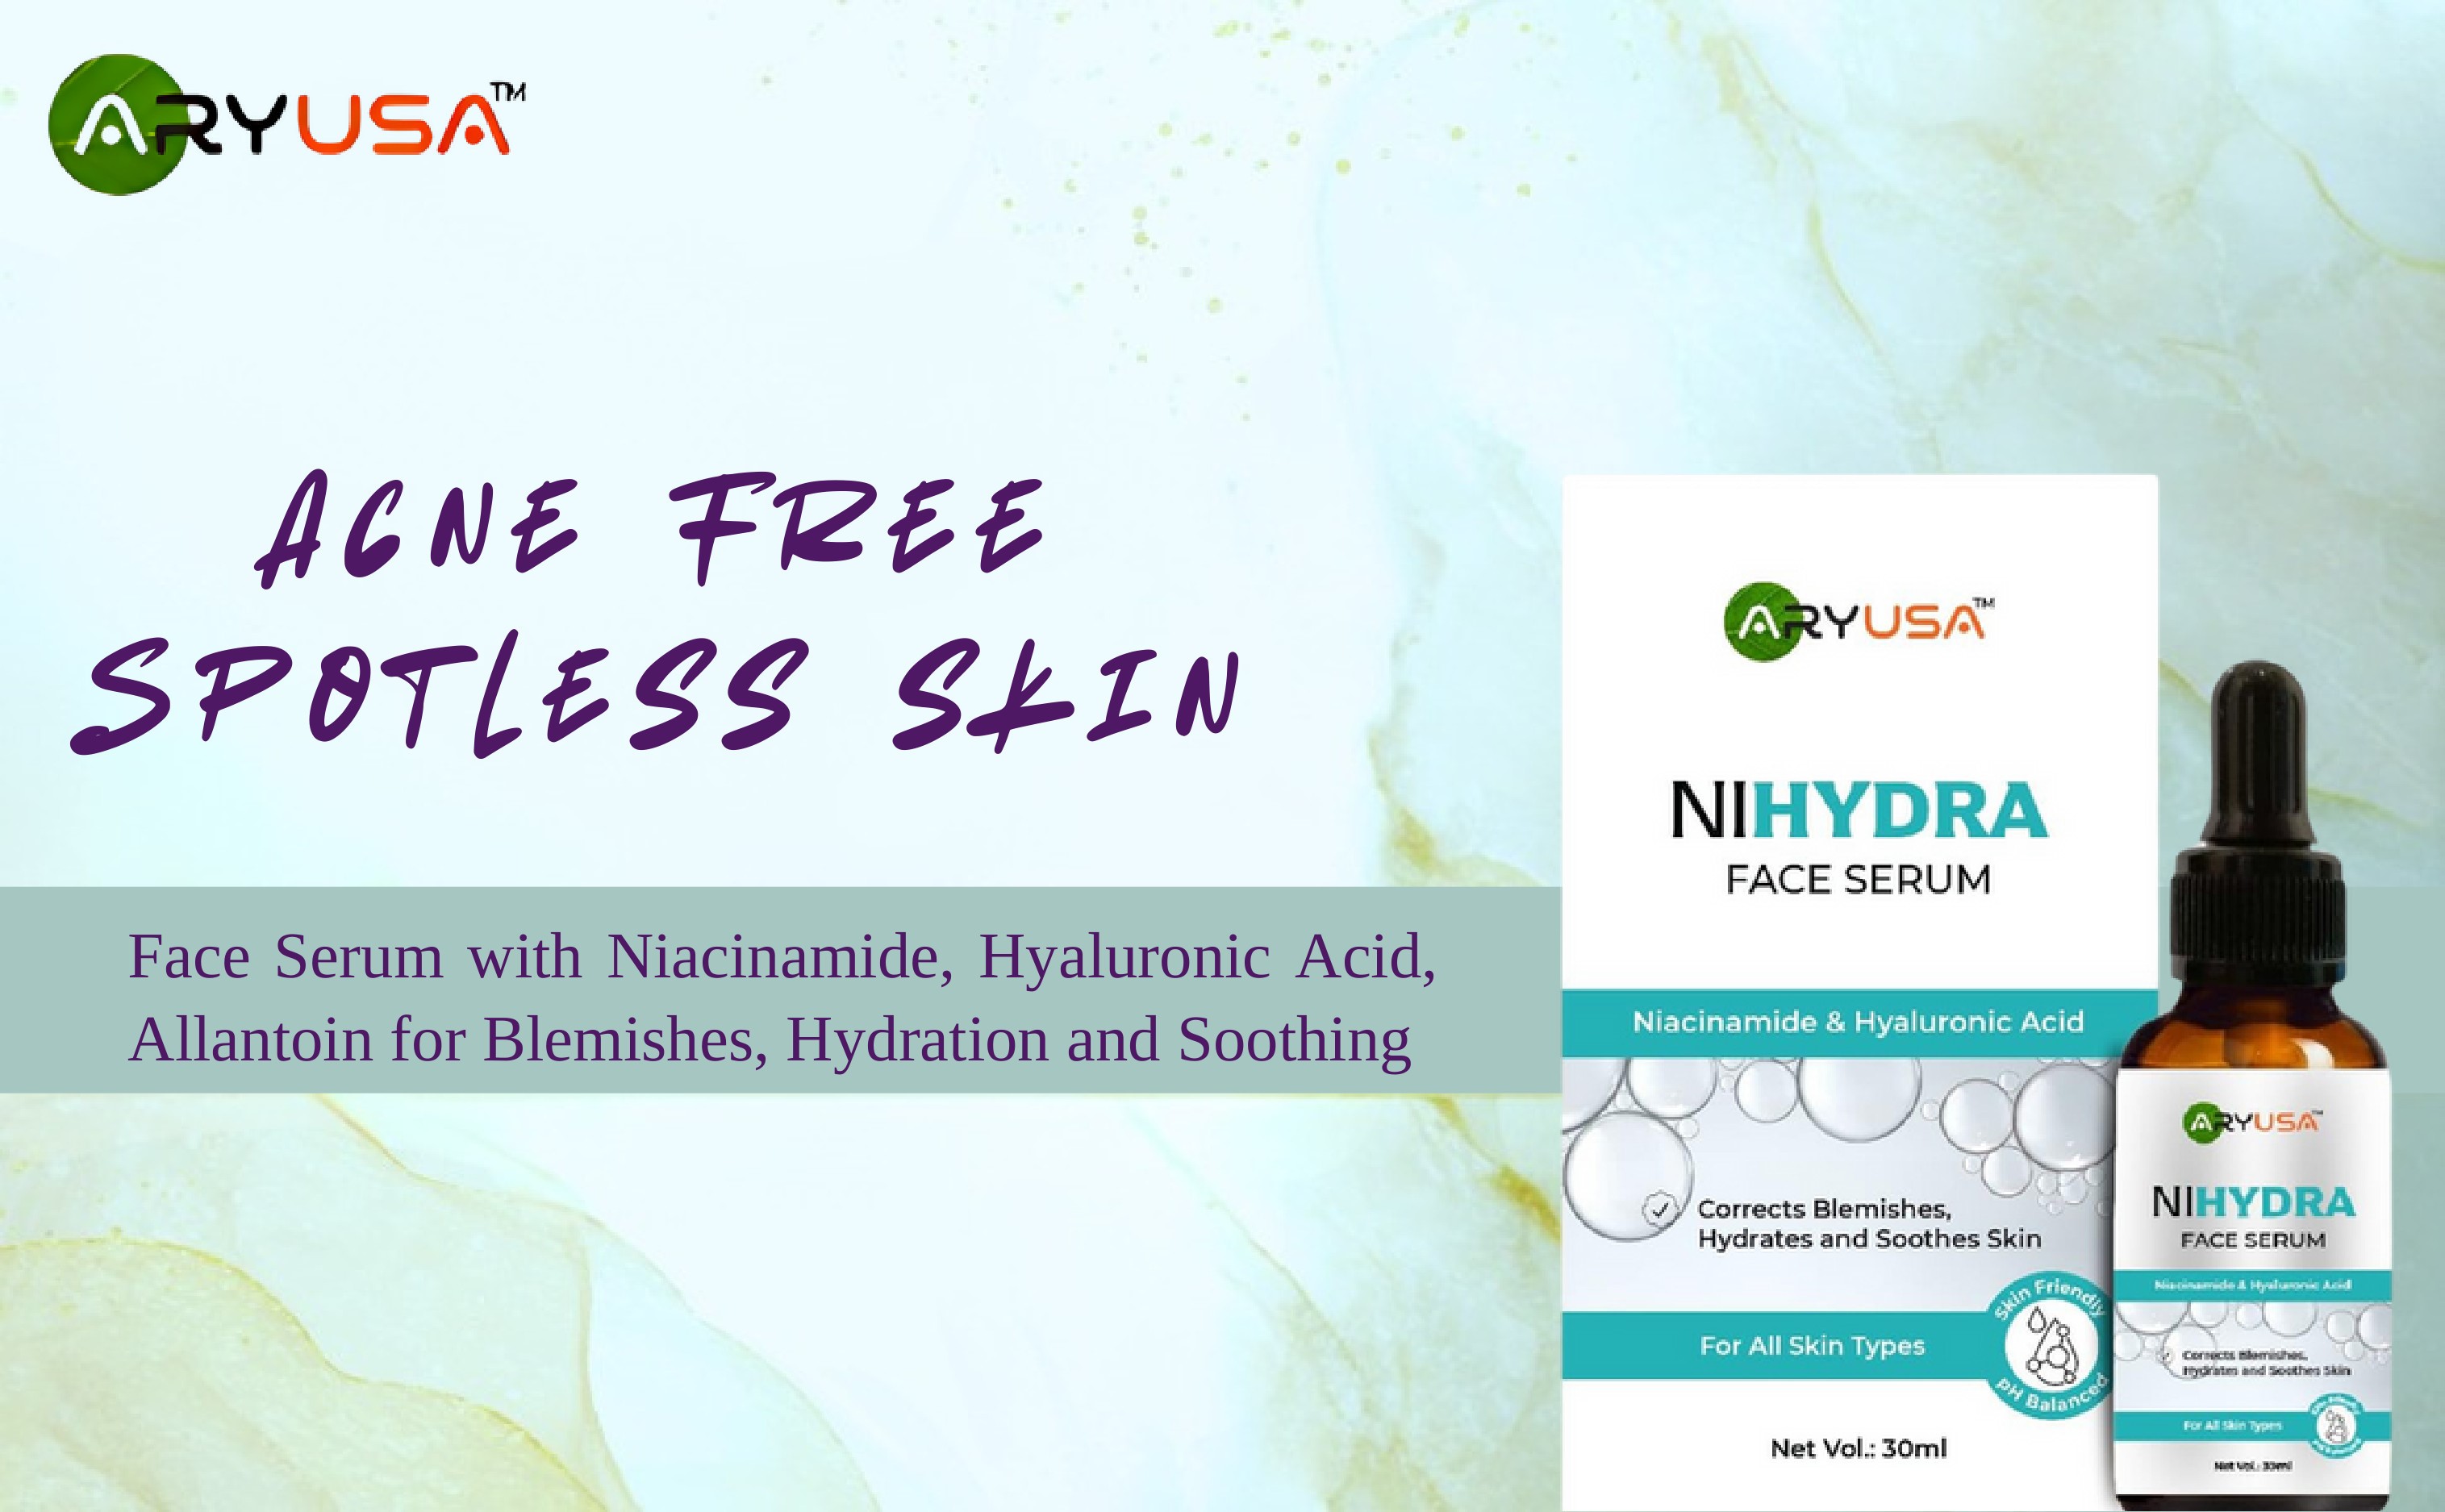 ARYUSA™
ACNE FREE
SPOTLESS SKIN
Face Serum with Niacinamide, Hyaluronic Acid,
Allantoin for Blemishes, Hydration and Soothing
ARYUSA™
NIHYDRA
FACE SERUM
Niacinamide & Hyaluronic Acid
Corrects Blemishes,
Hydrates and Soothes Skin
For All Skin Types
Skin Friendly
pH Balanced
Net Vol.: 30ml
ARYUSA™
NIHYDRA
FACE SERUM
Niacinamide & Hyaluronic Acid
Corrects Blemishes,
Hydrates and Soothes Skin
For All Skin Types
Net Vol.: 30ml